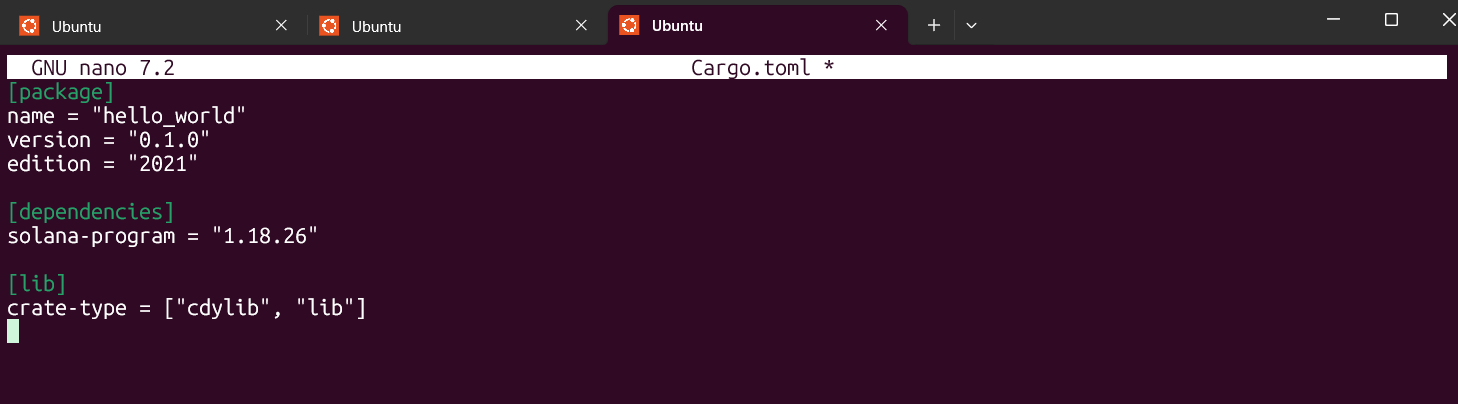 Ubuntu Ubuntu Ubuntu
GNU nano 7.2 Cargo.toml *
[package]
name = "hello_world"
version = "0.1.0"
edition = "2021"
[dependencies]
solana-program = "1.18.26"
[lib]
crate-type = ["cdylib", "lib"]